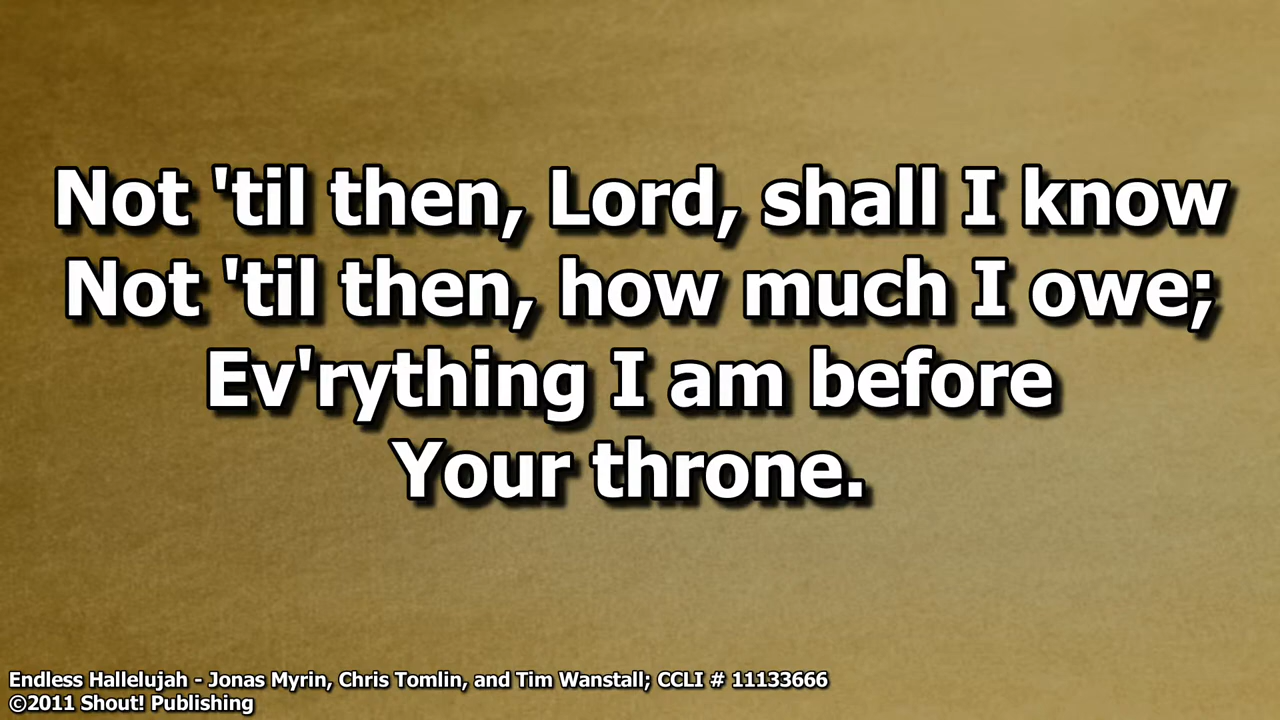 Not 'til then, Lord, shall I know
Not 'til then, how much I owe;
Ev'rything I am before
Your throne.
Endless Hallelujah - Jonas Myrin, Chris Tomlin, and Tim Wanstall; CCLI # 11133666
©2011 Shout! Publishing